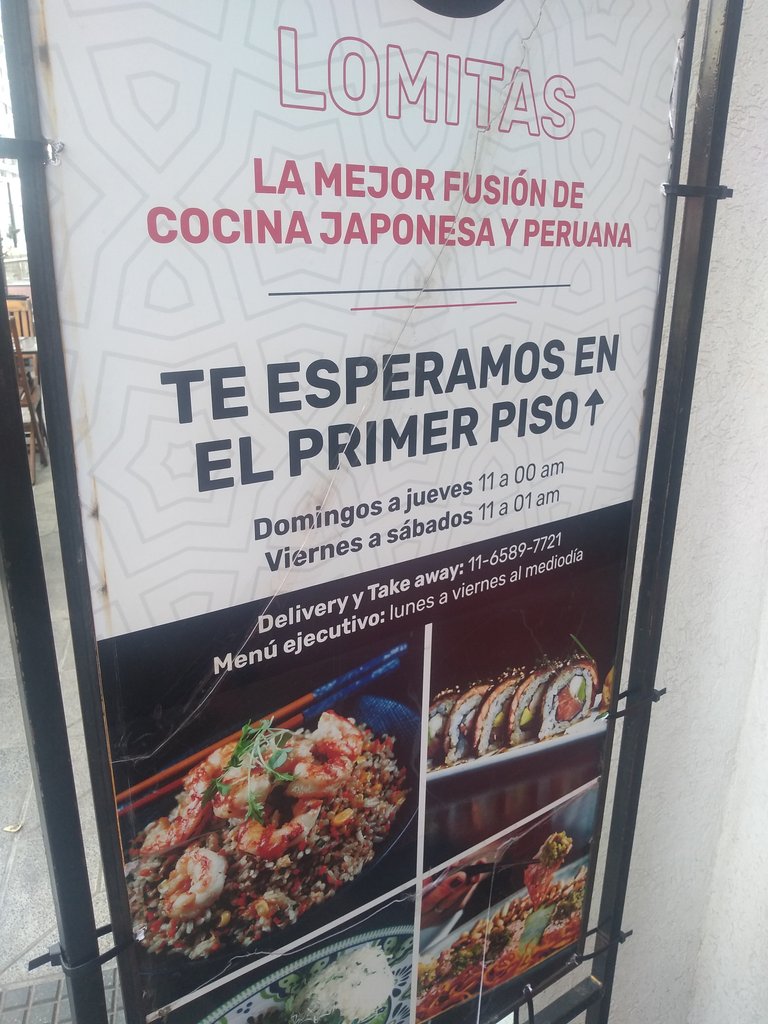 LOMITAS
LA MEJOR FUSIÓN DE
COCINA JAPONESA Y PERUANA
TE ESPERAMOS EN
EL PRIMER PISO↑
Domingos a jueves 11 a 00 am
Viernes a sábados 11 a 01 am
Delivery y Take away: 11-6589-7721
Menú ejecutivo: lunes a viernes al mediodía